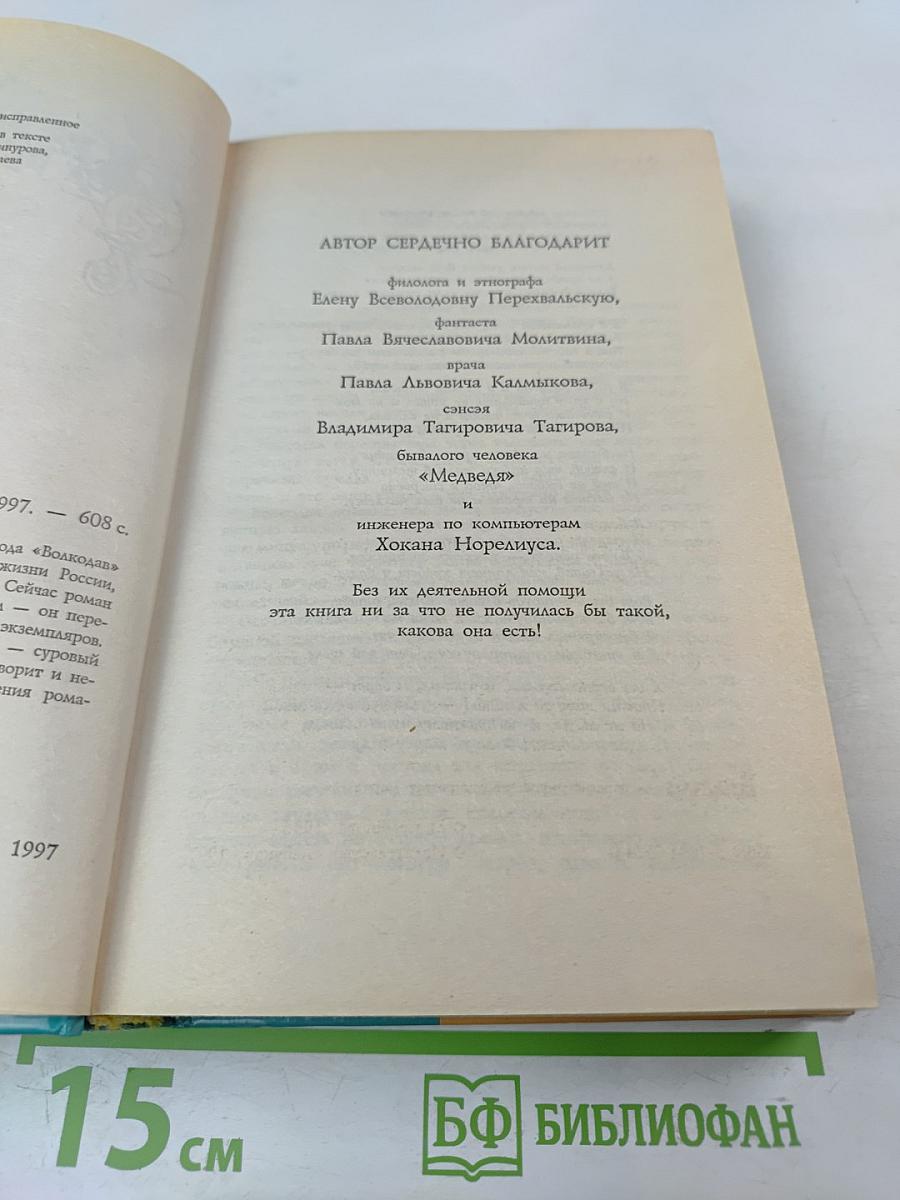 исправленное
в тексте
997. — 608 с.
ода «Волкодав»
жизни России,
Сейчас роман
— он пере-
экземпляров.
— суровый
ворит и не-
ения рома-
1997
АВТОР СЕРДЕЧНО БЛАГОДАРИТ
филолога и этнографа
Елену Всеволодовну Перехвальскую,
фантаста
Павла Вячеславовича Молитвина,
врача
Павла Львовича Калмыкова,
сэнсэя
Владимира Тагировича Тагирова,
бывалого человека
«Медведя»
и
инженера по компьютерам
Хокана Норелиуса.
Без их деятельной помощи
эта книга ни за что не получилась бы такой,
какова она есть!
15 см
БФ БИБЛИОФАН